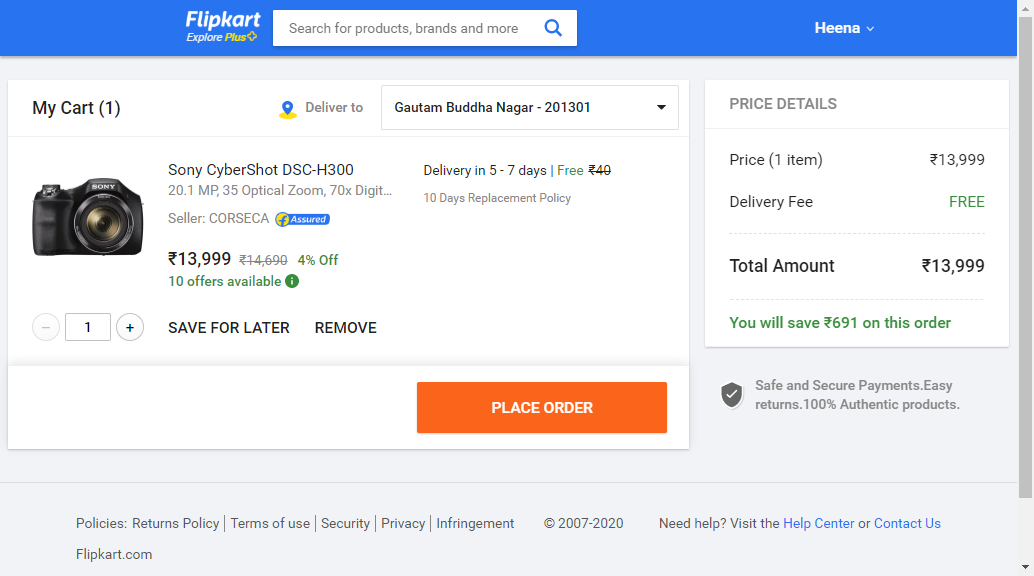 Flipkart
Explore Plus
Search for products, brands and more
Heena
My Cart (1)
Deliver to
Gautam Buddha Nagar - 201301
SONY
Sony CyberShot DSC-H300
20.1 MP, 35 Optical Zoom, 70x Digit...
Seller: CORSECA
f Assured
₹13,999 ₹14,690 4% Off
10 offers available i
Delivery in 5 - 7 days | Free ₹40
10 Days Replacement Policy
− 1 +
SAVE FOR LATER
REMOVE
PLACE ORDER
PRICE DETAILS
Price (1 item) ₹13,999
Delivery Fee FREE
Total Amount ₹13,999
You will save ₹691 on this order
Safe and Secure Payments.Easy
returns.100% Authentic products.
Policies: Returns Policy | Terms of use | Security | Privacy | Infringement © 2007-2020 Need help? Visit the Help Center or Contact Us
Flipkart.com